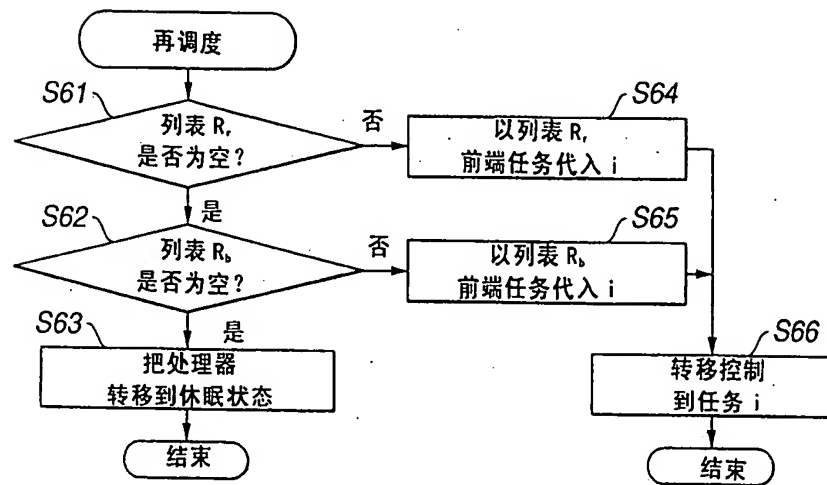 再调度
S61
列表 Rr
是否为空?
否
S64
以列表 Rr
前端任务代入 i
是
S62
列表 Rb
是否为空?
否
S65
以列表 Rb
前端任务代入 i
是
S63
把处理器
转移到休眠状态
S66
转移控制
到任务 i
结束
结束